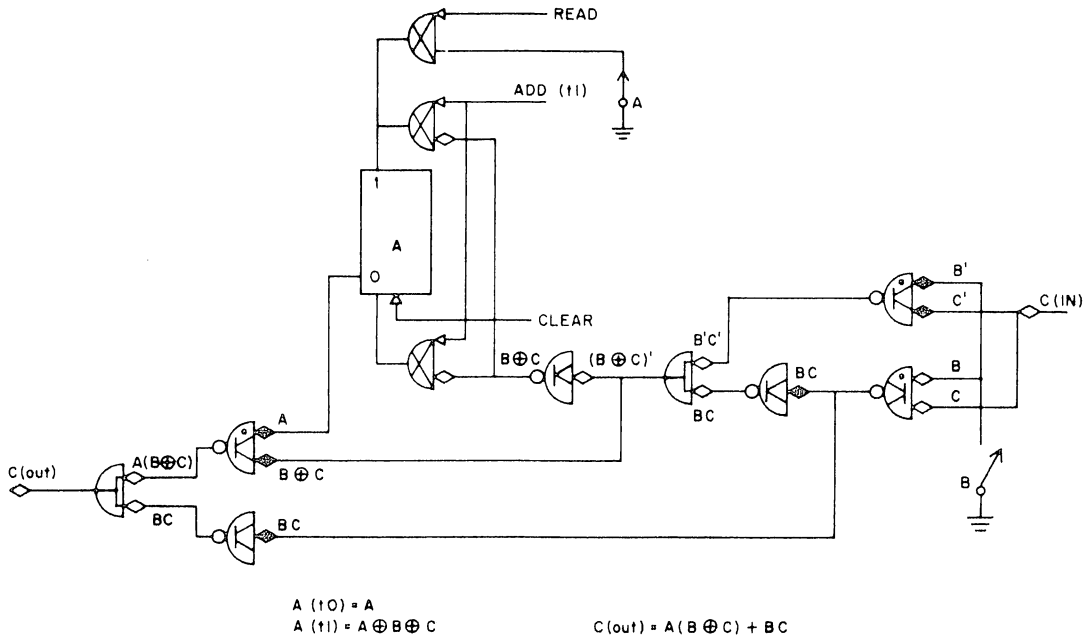 READ
A
ADD (t1)
1
A
0
CLEAR
B'
C'
C (IN)
B'C'
B⊕C
(B⊕C)'
BC
BC
B
C
A
A(B⊕C)
B⊕C
C(out)
BC
BC
B
A (t0) = A
A (t1) = A⊕B⊕C
C(out) = A(B⊕C) + BC